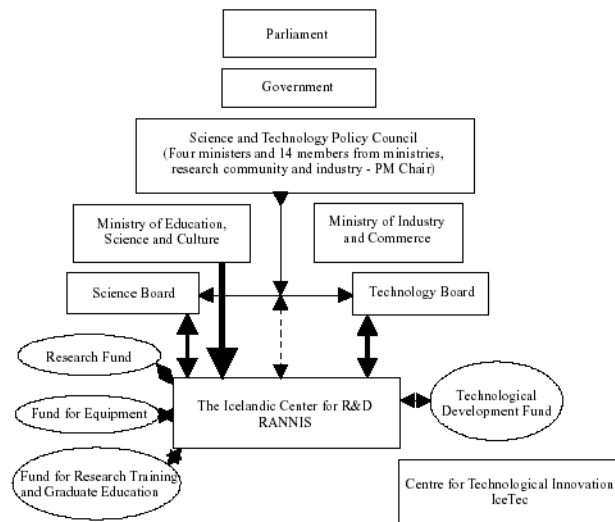 Parliament
Government
Science and Technology Policy Council
(Four ministers and 14 members from ministries,
research community and industry - PM Chair)
Ministry of Education,
Science and Culture
Ministry of Industry
and Commerce
Science Board
Technology Board
Research Fund
Fund for Equipment
Fund for Research Training
and Graduate Education
The Icelandic Center for R&D
RANNIS
Technological
Development Fund
Centre for Technological Innovation
IceTec